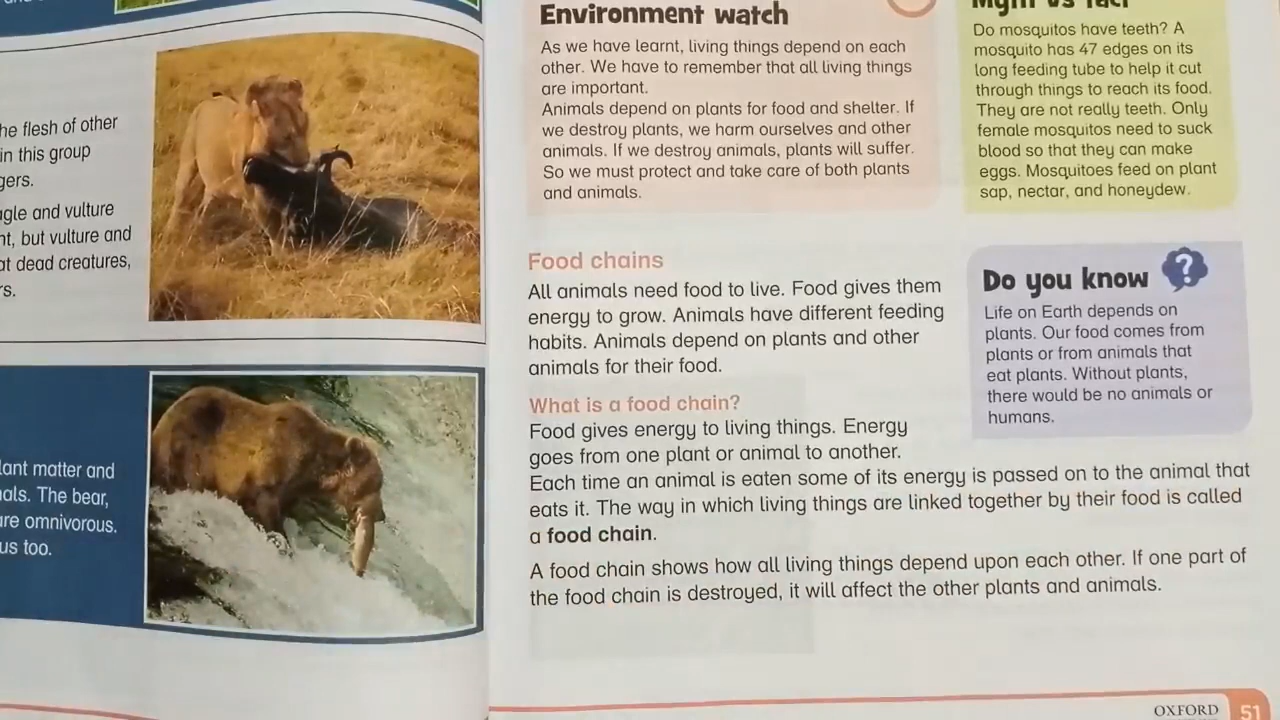 he flesh of other
in this group
gers.
agle and vulture
nt, but vulture and
at dead creatures,
rs.
lant matter and
als. The bear,
are omnivorous.
us too.
Environment watch
As we have learnt, living things depend on each
other. We have to remember that all living things
are important.
Animals depend on plants for food and shelter. If
we destroy plants, we harm ourselves and other
animals. If we destroy animals, plants will suffer.
So we must protect and take care of both plants
and animals.
Myth vs fact
Do mosquitos have teeth? A
mosquito has 47 edges on its
long feeding tube to help it cut
through things to reach its food.
They are not really teeth. Only
female mosquitos need to suck
blood so that they can make
eggs. Mosquitoes feed on plant
sap, nectar, and honeydew.
Food chains
All animals need food to live. Food gives them
energy to grow. Animals have different feeding
habits. Animals depend on plants and other
animals for their food.
Do you know
?
Life on Earth depends on
plants. Our food comes from
plants or from animals that
eat plants. Without plants,
there would be no animals or
humans.
What is a food chain?
Food gives energy to living things. Energy
goes from one plant or animal to another.
Each time an animal is eaten some of its energy is passed on to the animal that
eats it. The way in which living things are linked together by their food is called
a food chain.
A food chain shows how all living things depend upon each other. If one part of
the food chain is destroyed, it will affect the other plants and animals.
OXFORD 51